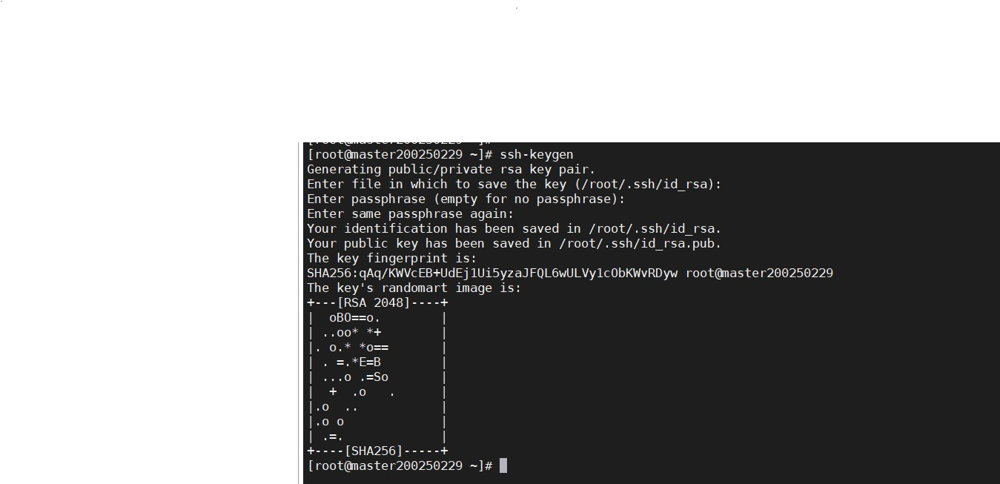 [root@master200250229 ~]#
[root@master200250229 ~]# ssh-keygen
Generating public/private rsa key pair.
Enter file in which to save the key (/root/.ssh/id_rsa):
Enter passphrase (empty for no passphrase):
Enter same passphrase again:
Your identification has been saved in /root/.ssh/id_rsa.
Your public key has been saved in /root/.ssh/id_rsa.pub.
The key fingerprint is:
SHA256:qAq/KWVcEB+UdEj1Ui5yzaJFQL6wULVy1cObKWvRDyw root@master200250229
The key's randomart image is:
+---[RSA 2048]----+
|  oBO==o.        |
| ..oo* *+        |
|. o.* *o==       |
| . =.*E=B        |
| ...o .=So       |
|  +  .o   .      |
|.o  ..           |
|.o o             |
| .=.             |
+----[SHA256]-----+
[root@master200250229 ~]#